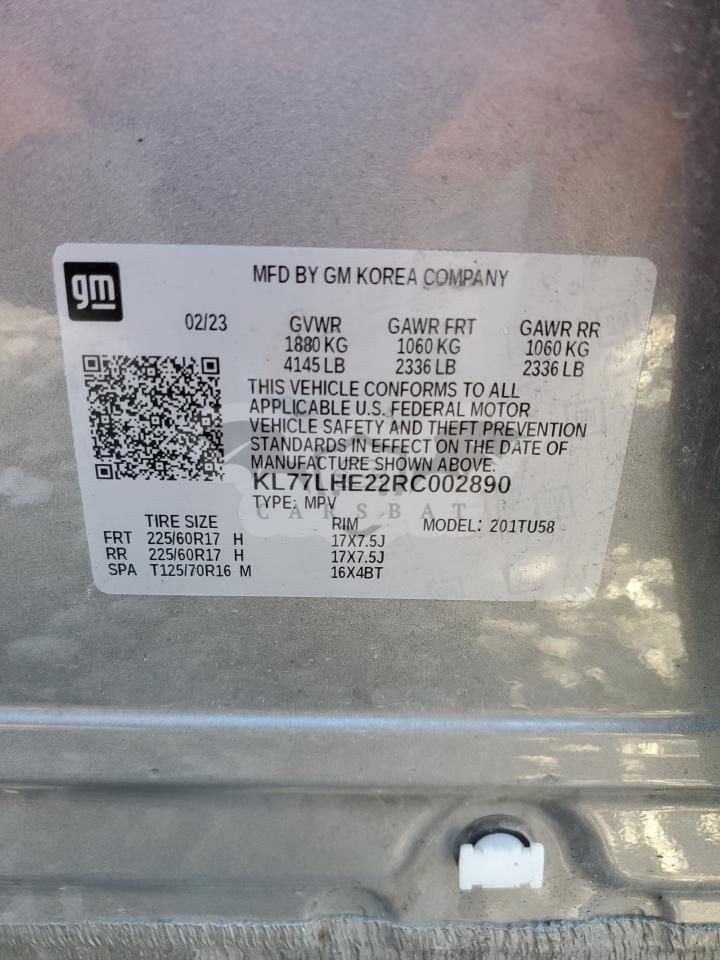 gm
MFD BY GM KOREA COMPANY
02/23 GVWR GAWR FRT GAWR RR
1880 KG 1060 KG 1060 KG
4145 LB 2336 LB 2336 LB
THIS VEHICLE CONFORMS TO ALL
APPLICABLE U.S. FEDERAL MOTOR
VEHICLE SAFETY AND THEFT PREVENTION
STANDARDS IN EFFECT ON THE DATE OF
MANUFACTURE SHOWN ABOVE.
KL77LHE22RC002890
TYPE: MPV
CARSBAT
TIRE SIZE RIM MODEL: 201TU58
FRT 225/60R17 H 17X7.5J
RR 225/60R17 H 17X7.5J
SPA T125/70R16 M 16X4BT